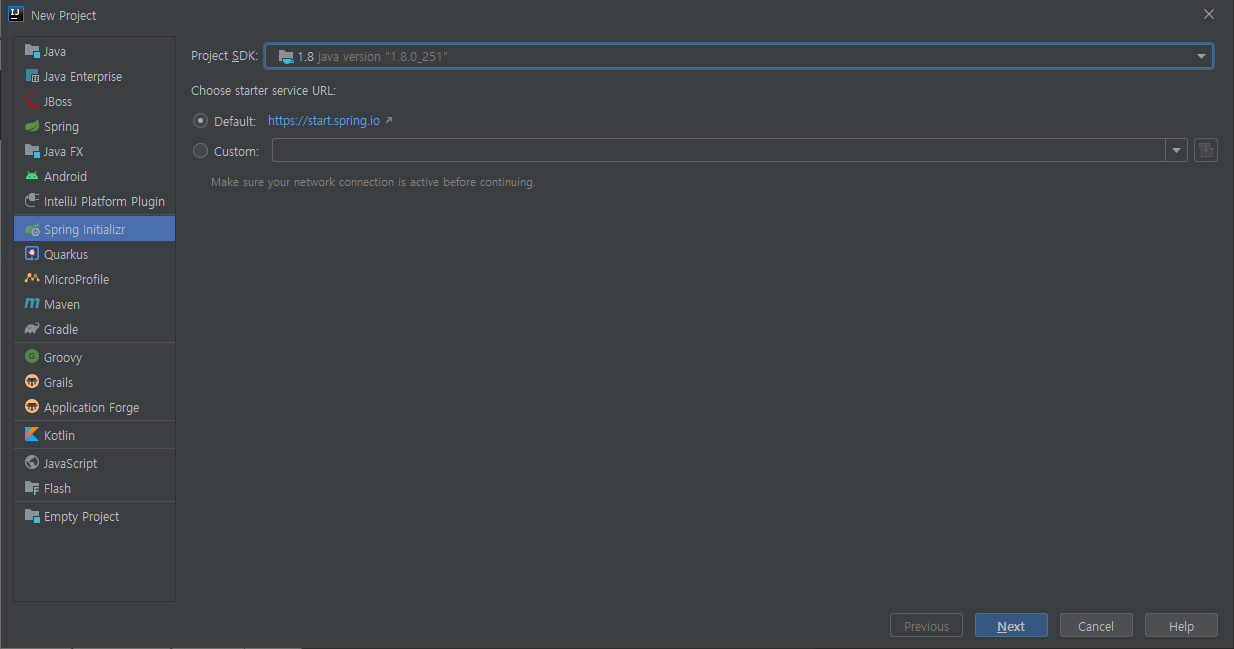 New Project
Java
Java Enterprise
JBoss
Spring
Java FX
Android
IntelliJ Platform Plugin
Spring Initializr
Quarkus
MicroProfile
Maven
Gradle
Groovy
Grails
Application Forge
Kotlin
JavaScript
Flash
Empty Project
Project SDK: 1.8 java version "1.8.0_251"
Choose starter service URL:
Default: https://start.spring.io
Custom:
Make sure your network connection is active before continuing.
Previous Next Cancel Help